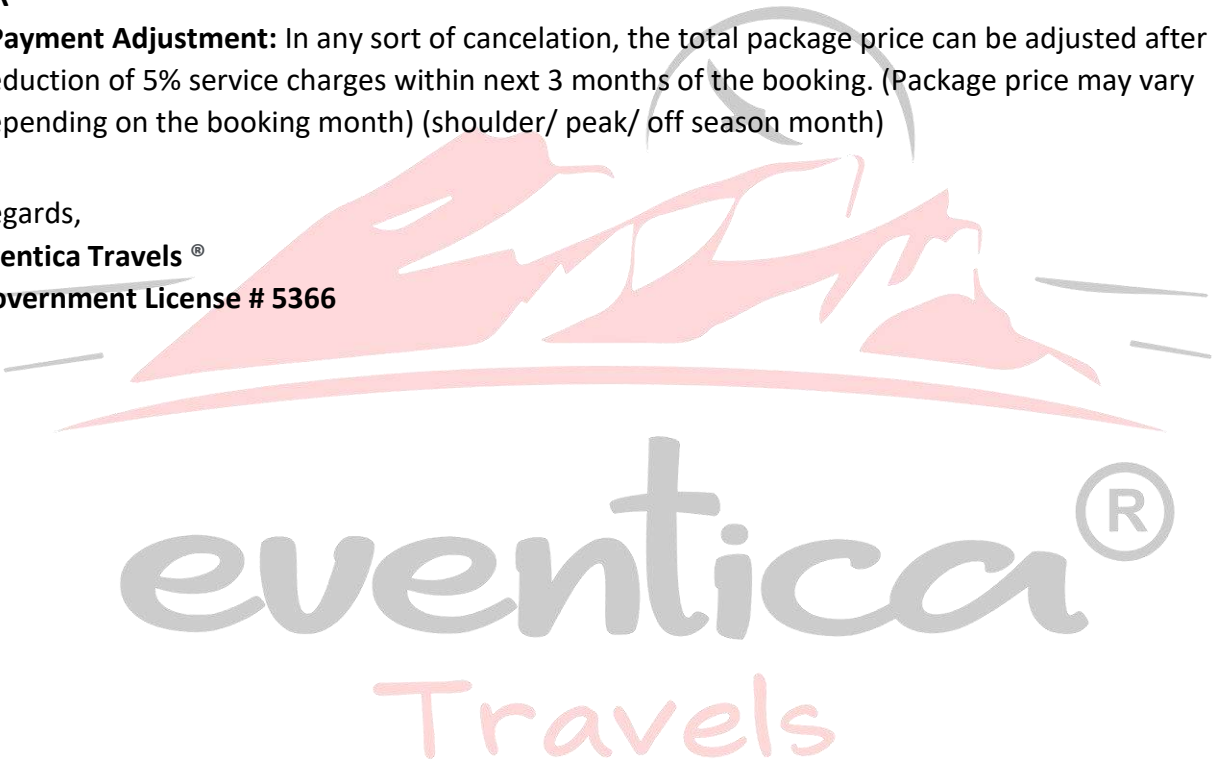 Payment Adjustment: In any sort of cancelation, the total package price can be adjusted after
eduction of 5% service charges within next 3 months of the booking. (Package price may vary
epending on the booking month) (shoulder/ peak/ off season month)
egards,
entica Travels ®
overnment License # 5366
eventica®
Travels